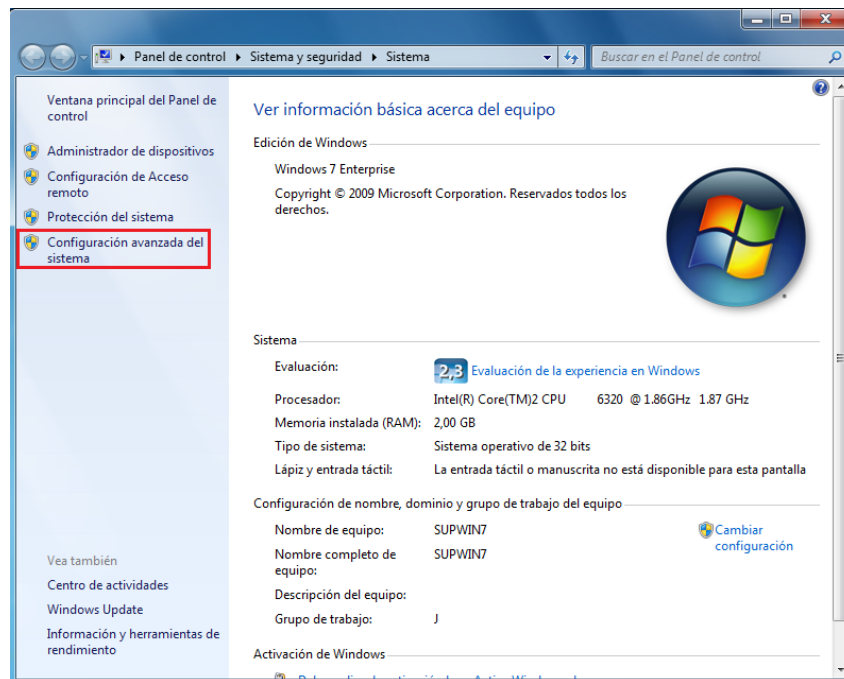 Panel de control ▸ Sistema y seguridad ▸ Sistema
Buscar en el Panel de control
Ventana principal del Panel de
control
Administrador de dispositivos
Configuración de Acceso
remoto
Protección del sistema
Configuración avanzada del
sistema
Vea también
Centro de actividades
Windows Update
Información y herramientas de
rendimiento
Ver información básica acerca del equipo
Edición de Windows
Windows 7 Enterprise
Copyright © 2009 Microsoft Corporation. Reservados todos los
derechos.
Sistema
Evaluación: 2,3 Evaluación de la experiencia en Windows
Procesador: Intel(R) Core(TM)2 CPU 6320 @ 1.86GHz 1.87 GHz
Memoria instalada (RAM): 2,00 GB
Tipo de sistema: Sistema operativo de 32 bits
Lápiz y entrada táctil: La entrada táctil o manuscrita no está disponible para esta pantalla
Configuración de nombre, dominio y grupo de trabajo del equipo
Nombre de equipo: SUPWIN7
Cambiar
configuración
Nombre completo de
equipo:
SUPWIN7
Descripción del equipo:
Grupo de trabajo: J
Activación de Windows